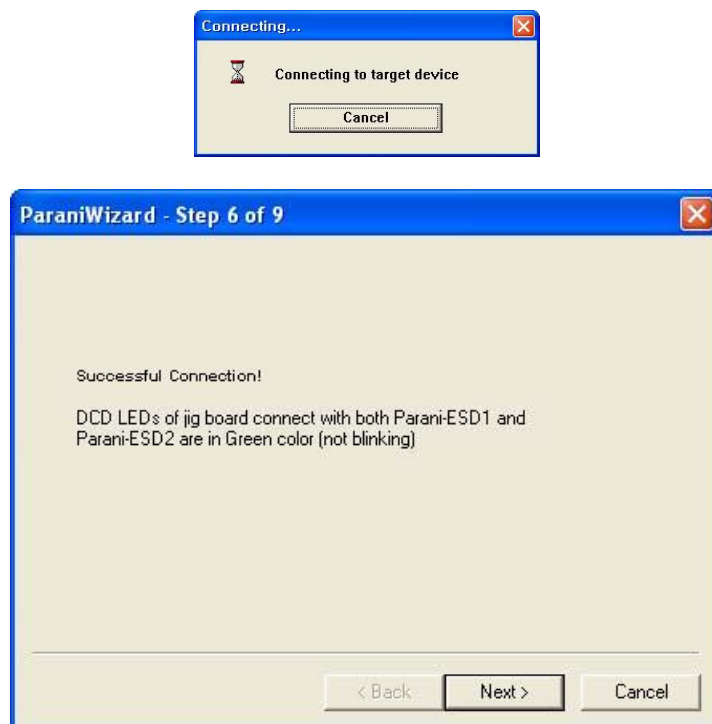 Connecting...
Connecting to target device
Cancel
ParaniWizard - Step 6 of 9
Successful Connection!
DCD LEDs of jig board connect with both Parani-ESD1 and
Parani-ESD2 are in Green color (not blinking)
< Back Next > Cancel